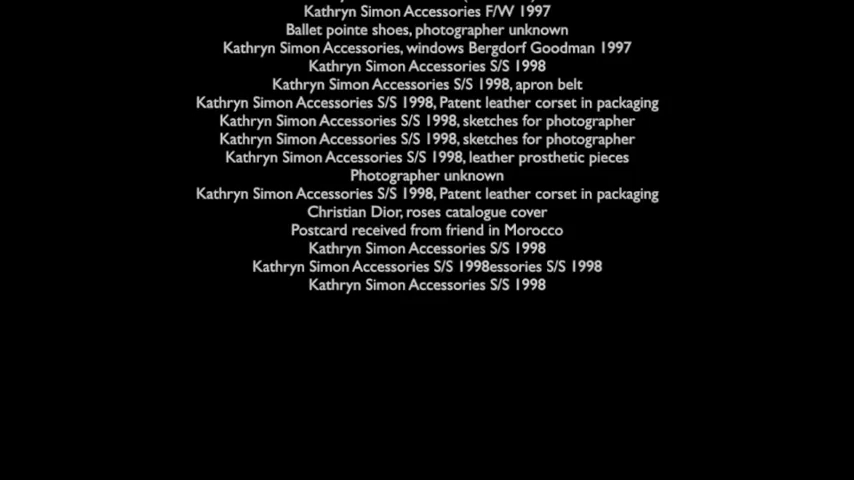 Kathryn Simon Accessories F/W 1997
Ballet pointe shoes, photographer unknown
Kathryn Simon Accessories, windows Bergdorf Goodman 1997
Kathryn Simon Accessories S/S 1998
Kathryn Simon Accessories S/S 1998, apron belt
Kathryn Simon Accessories S/S 1998, Patent leather corset in packaging
Kathryn Simon Accessories S/S 1998, sketches for photographer
Kathryn Simon Accessories S/S 1998, sketches for photographer
Kathryn Simon Accessories S/S 1998, leather prosthetic pieces
Photographer unknown
Kathryn Simon Accessories S/S 1998, Patent leather corset in packaging
Christian Dior, roses catalogue cover
Postcard received from friend in Morocco
Kathryn Simon Accessories S/S 1998
Kathryn Simon Accessories S/S 1998essories S/S 1998
Kathryn Simon Accessories S/S 1998